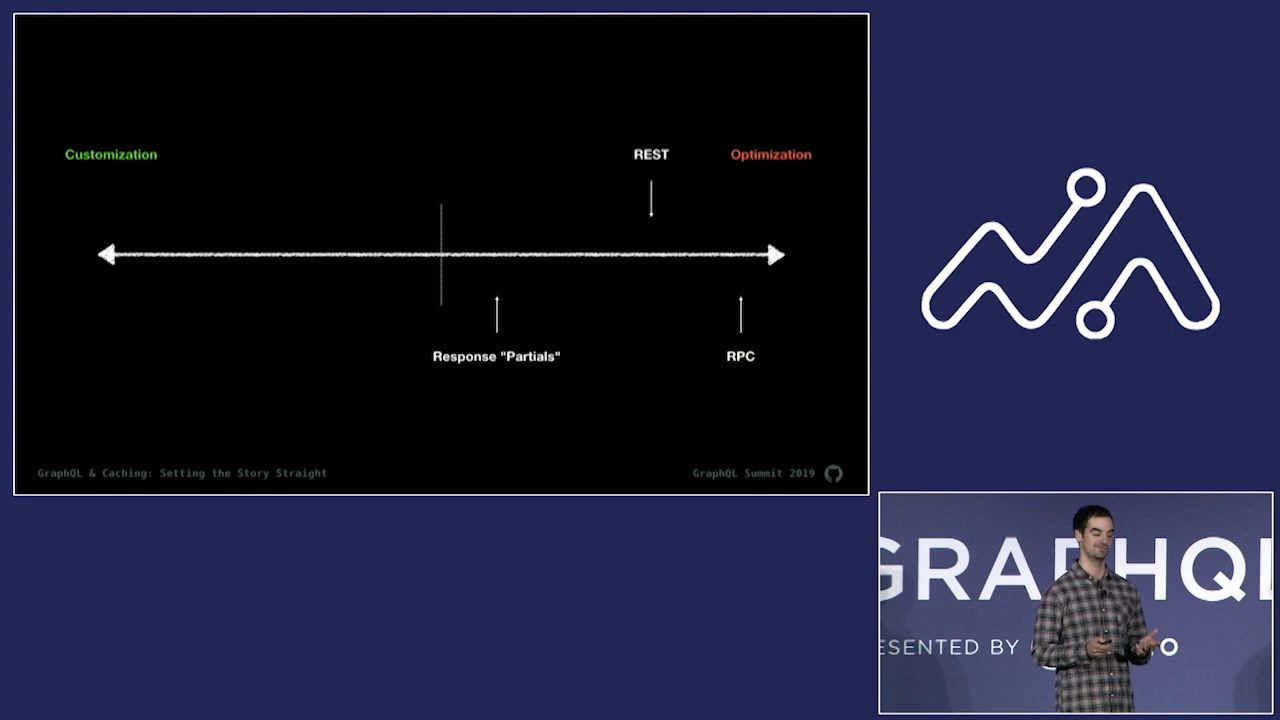 Customization
REST
Optimization
Response "Partials"
RPC
GraphQL & Caching: Setting the Story Straight
GraphQL Summit 2019
GRAPHQL
ESENTED BY